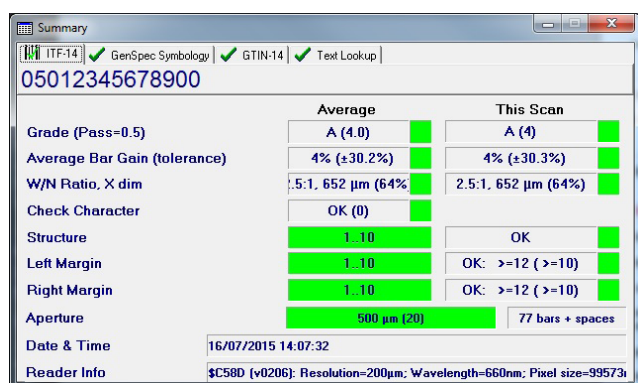 Summary
ITF-14 GenSpec Symbology GTIN-14 Text Lookup
05012345678900
Average This Scan
Grade (Pass=0.5) A (4.0) A (4)
Average Bar Gain (tolerance) 4% (±30.2%) 4% (±30.3%)
W/N Ratio, X dim .5:1, 652 µm (64% 2.5:1, 652 µm (64%)
Check Character OK (0)
Structure 1..10 OK
Left Margin 1..10 OK: >=12 ( >=10)
Right Margin 1..10 OK: >=12 ( >=10)
Aperture 500 µm (20) 77 bars + spaces
Date & Time 16/07/2015 14:07:32
Reader Info $C58D (v0206): Resolution=200µm; Wavelength=660nm; Pixel size=99573